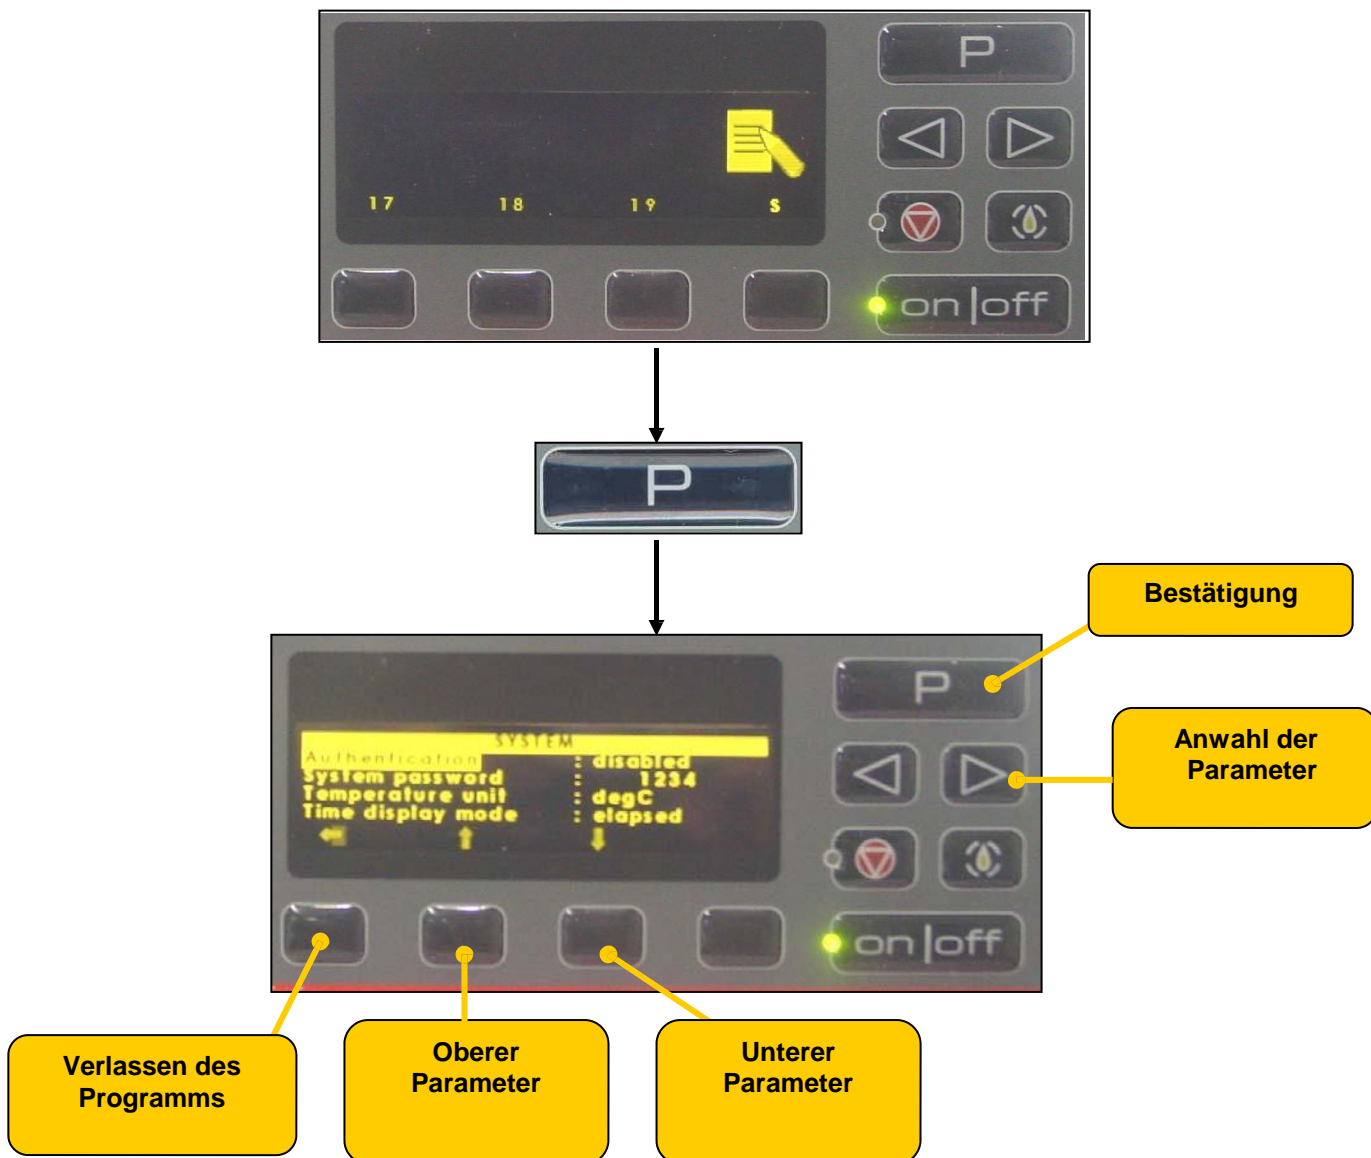 P
17 18 19 S
on|off
P
Bestätigung
P
Anwahl der
Parameter
SYSTEM
Authentication : disabled
System password : 1234
Temperature unit : degC
Time display mode : elapsed
on|off
Verlassen des
Programms
Oberer
Parameter
Unterer
Parameter